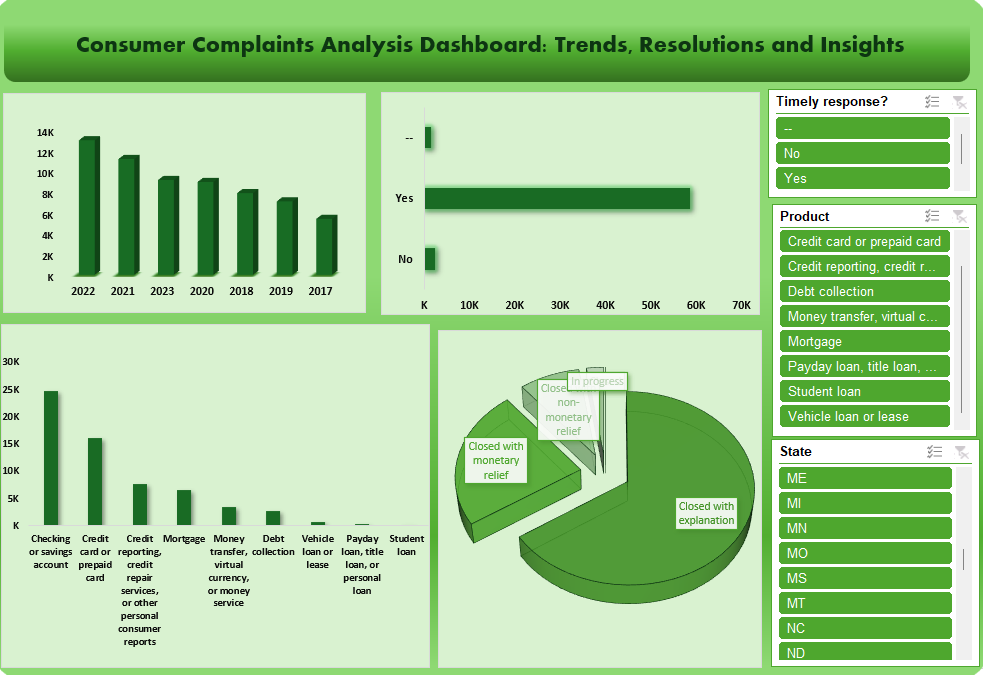 Consumer Complaints Analysis Dashboard: Trends, Resolutions and Insights
14K
12K
10K
8K
6K
4K
2K
K
2022 2021 2023 2020 2018 2019 2017
--
Yes
No
K 10K 20K 30K 40K 50K 60K 70K
Timely response?
--
No
Yes
Product
Credit card or prepaid card
Credit reporting, credit r...
Debt collection
Money transfer, virtual c...
Mortgage
Payday loan, title loan, ...
Student loan
Vehicle loan or lease
30K
25K
20K
15K
10K
5K
K
Checking
or savings
account
Credit
card or
prepaid
card
Credit
reporting,
credit
repair
services,
or other
personal
consumer
reports
Mortgage
Money
transfer,
virtual
currency,
or money
service
Debt
collection
Vehicle
loan or
lease
Payday
loan, title
loan, or
personal
loan
Student
loan
In progress
non-
monetary
relief
Closed with
monetary
relief
Closed with
explanation
State
ME
MI
MN
MO
MS
MT
NC
ND